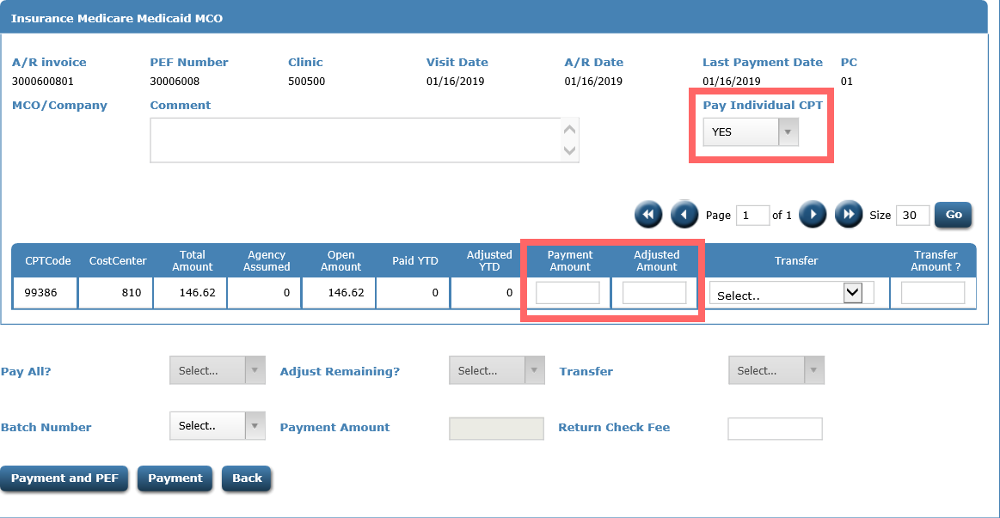 Insurance Medicare Medicaid MCO
A/R invoice PEF Number Clinic Visit Date A/R Date Last Payment Date PC
3000600801 30006008 500500 01/16/2019 01/16/2019 01/16/2019 01
MCO/Company Comment Pay Individual CPT
YES
Page 1 of 1 Size 30 Go
CPTCode CostCenter Total Amount Agency Assumed Open Amount Paid YTD Adjusted YTD Payment Amount Adjusted Amount Transfer Transfer Amount ?
99386 810 146.62 0 146.62 0 0 Select..
Pay All? Select... Adjust Remaining? Select... Transfer Select...
Batch Number Select.. Payment Amount Return Check Fee
Payment and PEF Payment Back